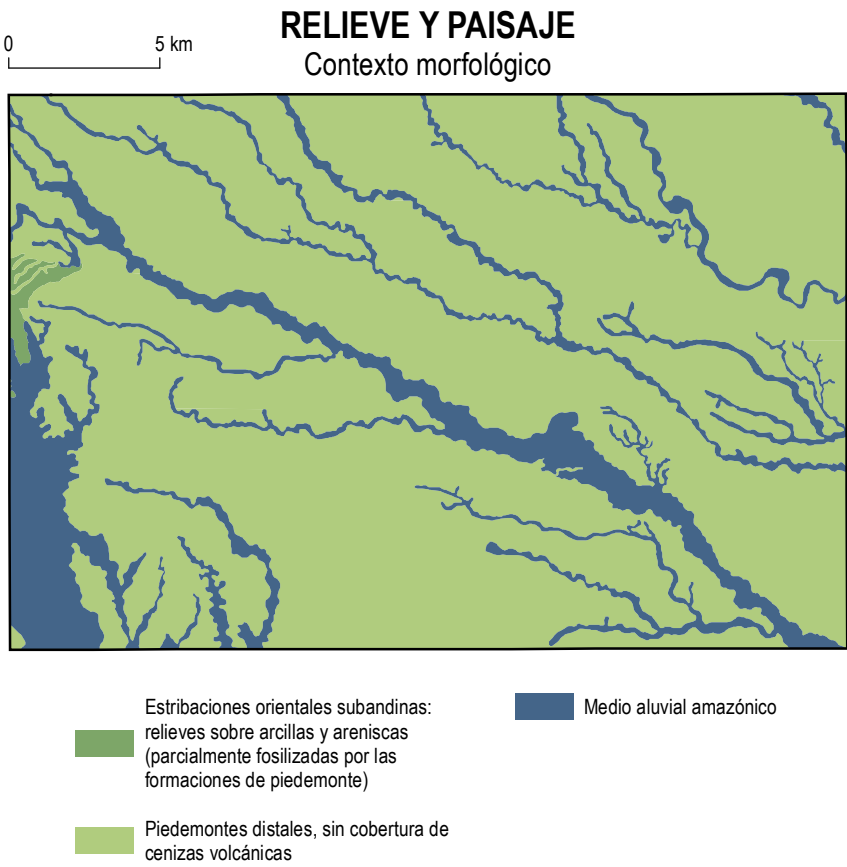 RELIEVE Y PAISAJE
Contexto morfológico
0 5 km
Estribaciones orientales subandinas:
relieves sobre arcillas y areniscas
(parcialmente fosilizadas por las
formaciones de piedemonte)
Medio aluvial amazónico
Piedemontes distales, sin cobertura de
cenizas volcánicas